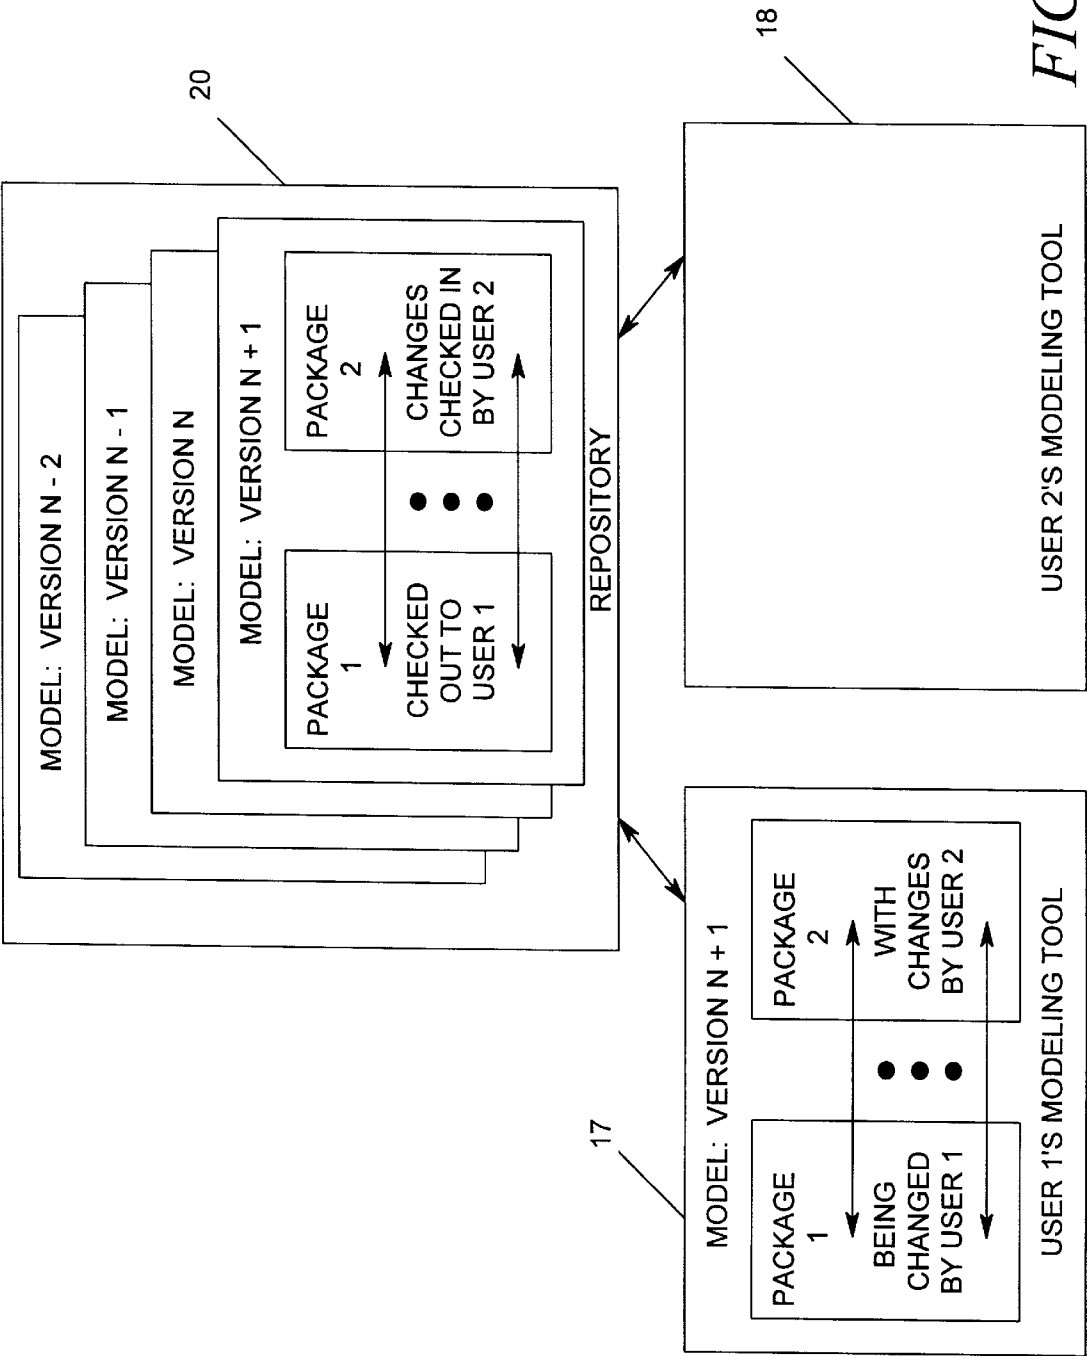 20
MODEL: VERSION N - 2
MODEL: VERSION N - 1
MODEL: VERSION N
MODEL: VERSION N + 1
PACKAGE
1
CHECKED
OUT TO
USER 1
PACKAGE
2
CHANGES
CHECKED IN
BY USER 2
REPOSITORY
17
MODEL: VERSION N + 1
PACKAGE
1
BEING
CHANGED
BY USER 1
PACKAGE
2
WITH
CHANGES
BY USER 2
USER 1'S MODELING TOOL
18
USER 2'S MODELING TOOL
FIG